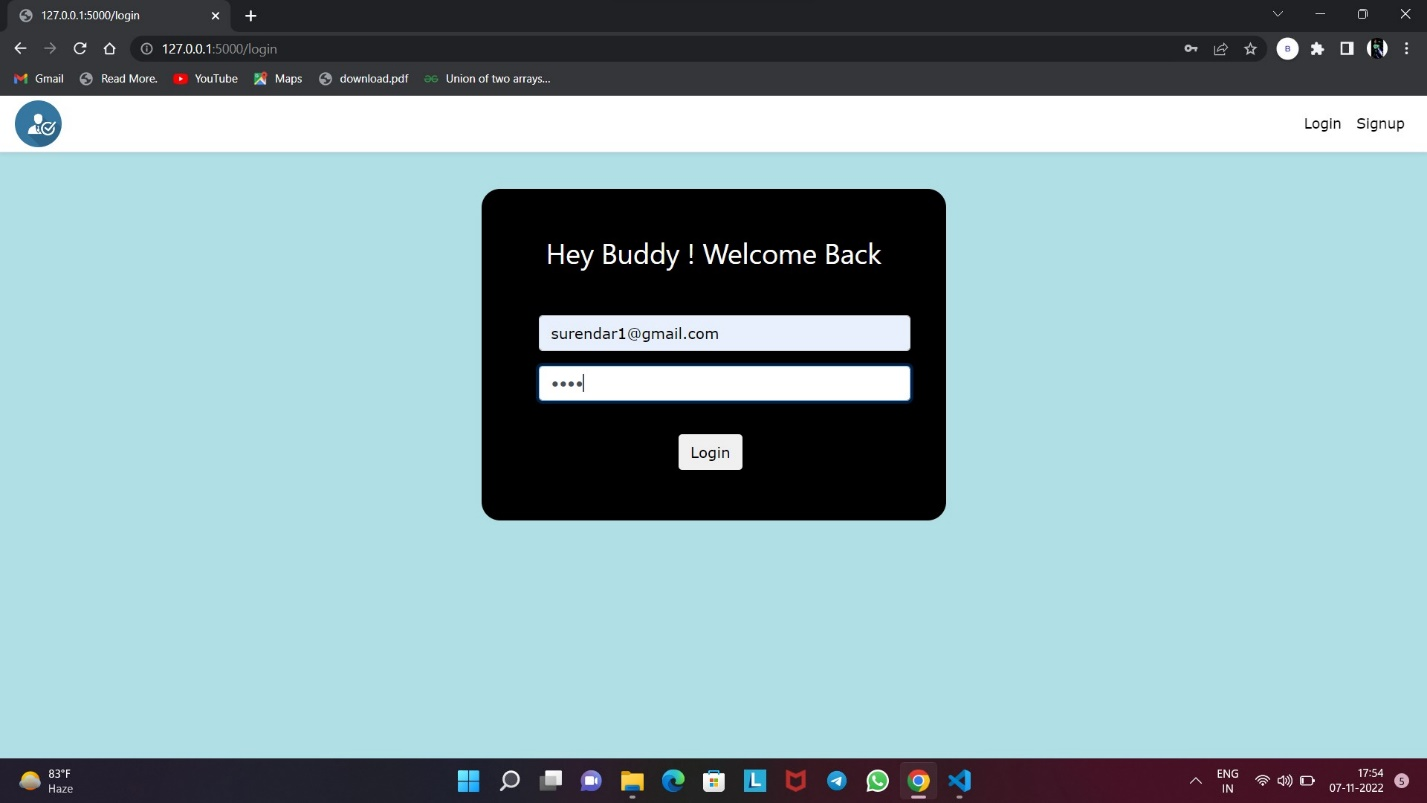 127.0.0.1:5000/login
127.0.0.1:5000/login
B
Gmail
Read More.
YouTube
Maps
download.pdf
Union of two arrays...
Login
Signup
Hey Buddy ! Welcome Back
surendar1@gmail.com
••••
Login
83°F
Haze
L
ENG
IN
17:54
07-11-2022
5